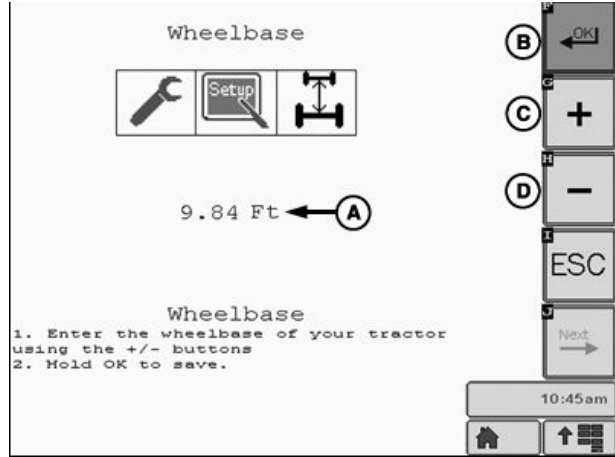 Wheelbase
F
OK
B
Setup
G
+
C
H
−
D
9.84 Ft
A
I
ESC
Wheelbase
1. Enter the wheelbase of your tractor
using the +/- buttons
2. Hold OK to save.
J
Next
10:45am